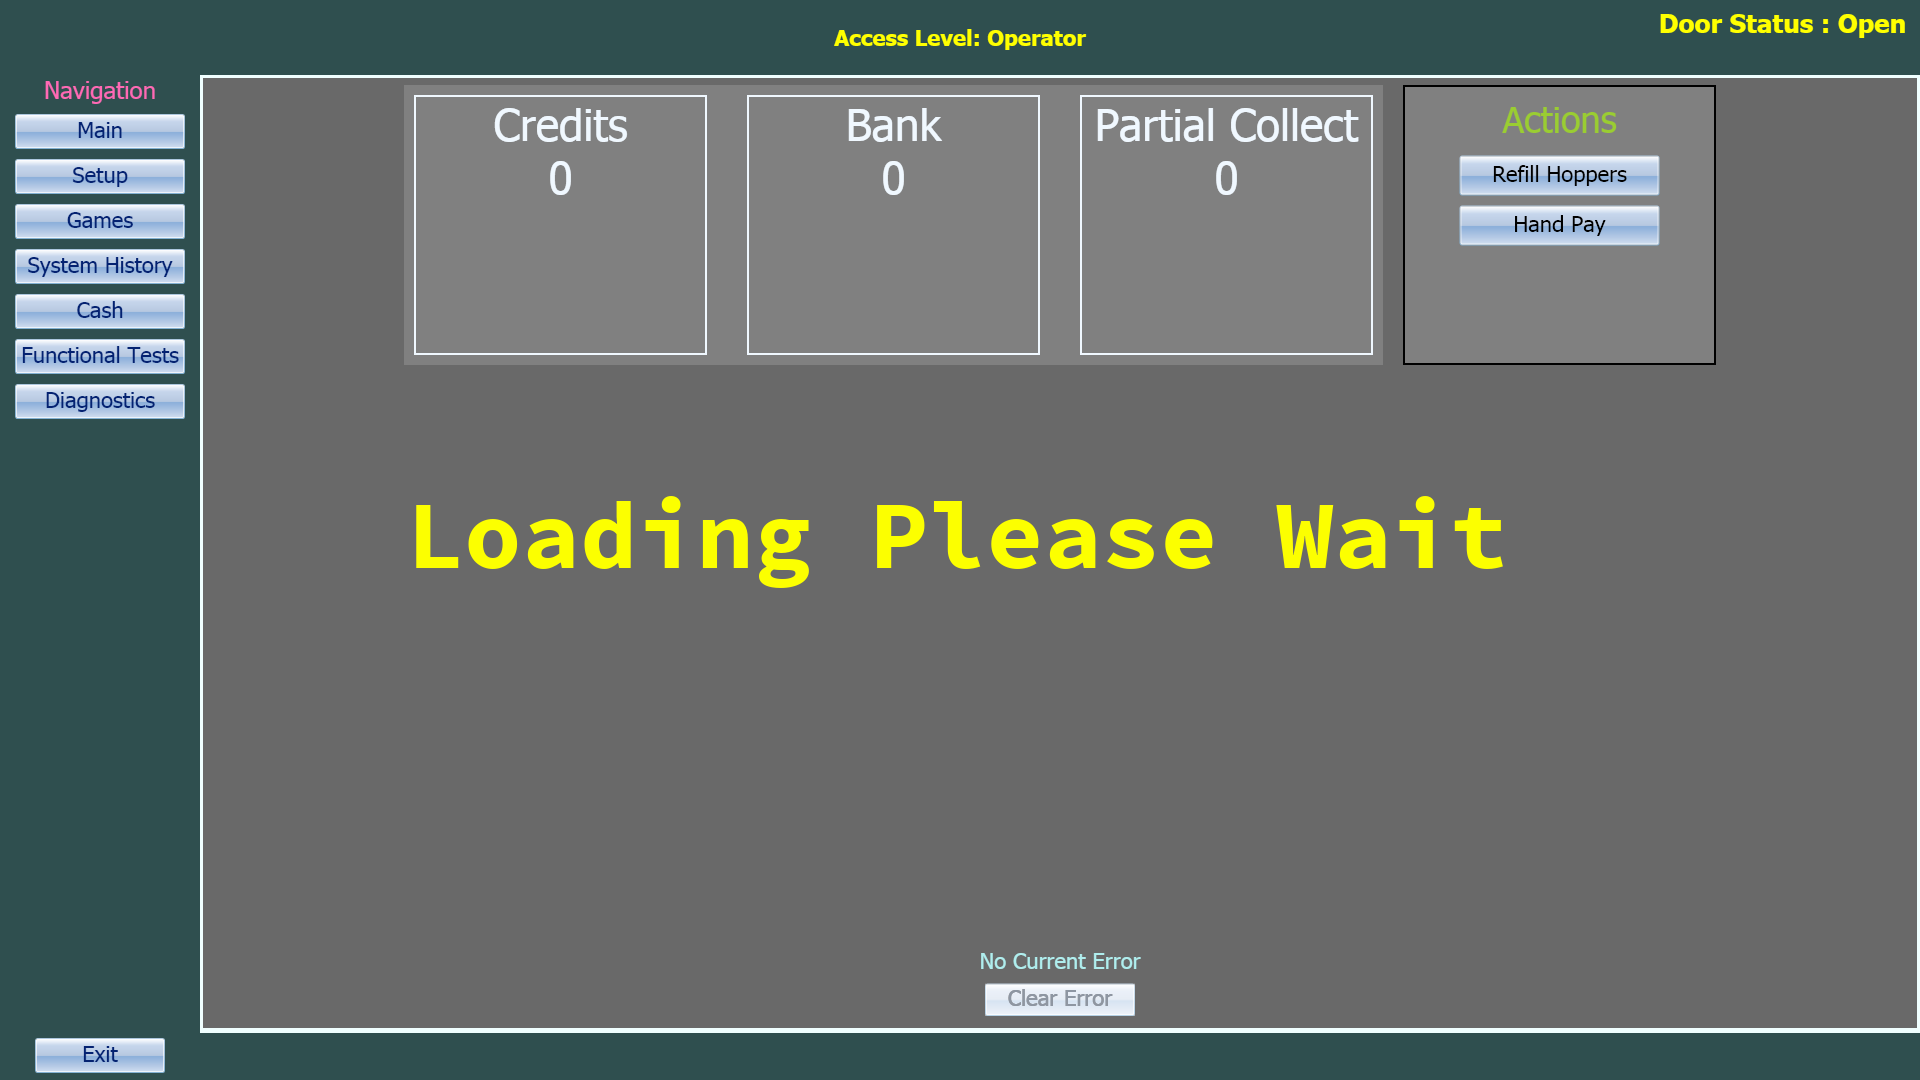 Access Level: Operator
Door Status : Open
Navigation
Main
Setup
Games
System History
Cash
Functional Tests
Diagnostics
Exit
Credits
0
Bank
0
Partial Collect
0
Actions
Refill Hoppers
Hand Pay
Loading Please Wait
No Current Error
Clear Error